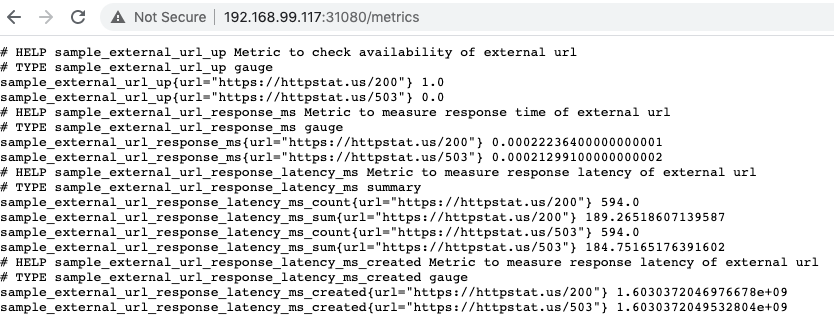 Not Secure | 192.168.99.117:31080/metrics
# HELP sample_external_url_up Metric to check availability of external url
# TYPE sample_external_url_up gauge
sample_external_url_up{url="https://httpstat.us/200"} 1.0
sample_external_url_up{url="https://httpstat.us/503"} 0.0
# HELP sample_external_url_response_ms Metric to measure response time of external url
# TYPE sample_external_url_response_ms gauge
sample_external_url_response_ms{url="https://httpstat.us/200"} 0.00022236400000000001
sample_external_url_response_ms{url="https://httpstat.us/503"} 0.00021299100000000002
# HELP sample_external_url_response_latency_ms Metric to measure response latency of external url
# TYPE sample_external_url_response_latency_ms summary
sample_external_url_response_latency_ms_count{url="https://httpstat.us/200"} 594.0
sample_external_url_response_latency_ms_sum{url="https://httpstat.us/200"} 189.26518607139587
sample_external_url_response_latency_ms_count{url="https://httpstat.us/503"} 594.0
sample_external_url_response_latency_ms_sum{url="https://httpstat.us/503"} 184.75165176391602
# HELP sample_external_url_response_latency_ms_created Metric to measure response latency of external url
# TYPE sample_external_url_response_latency_ms_created gauge
sample_external_url_response_latency_ms_created{url="https://httpstat.us/200"} 1.6030372046976678e+09
sample_external_url_response_latency_ms_created{url="https://httpstat.us/503"} 1.6030372049532804e+09